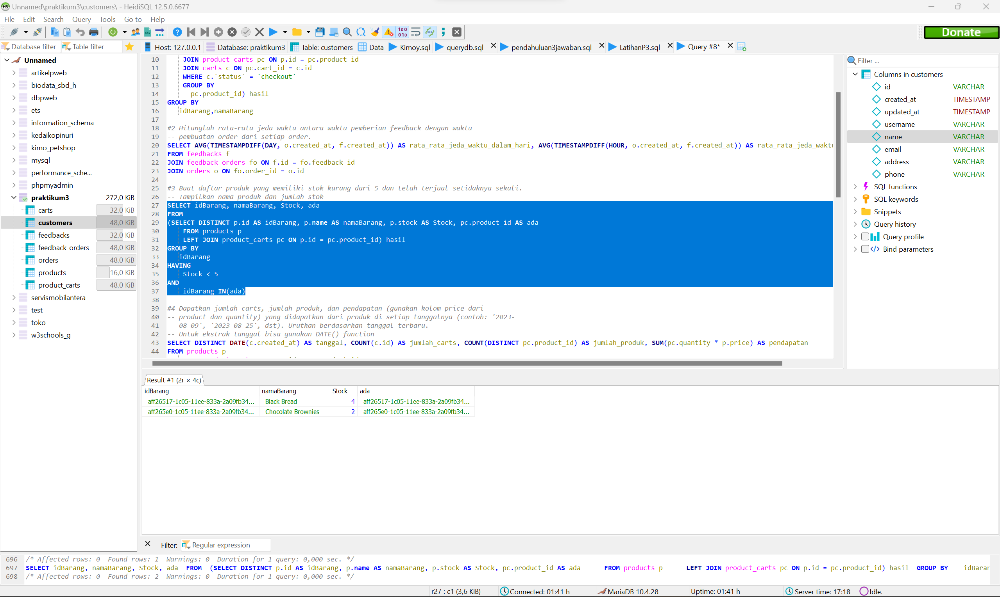 Unnamed\praktikum3\customers\ - HeidiSQL 12.5.0.6677
File Edit Search Query Tools Go to Help
Donate
Database filter Table filter
Host: 127.0.0.1 Database: praktikum3 Table: customers Data Kimoy.sql querydb.sql pendahuluan3jawaban.sql LatihanP3.sql Query #8*
Unnamed
artikelpweb
biodata_sbd_h
dbpweb
ets
information_schema
kedaikopinuri
kimo_petshop
mysql
performance_sche...
phpmyadmin
praktikum3 272,0 KiB
carts 32,0 KiB
customers 48,0 KiB
feedbacks 32,0 KiB
feedback_orders 48,0 KiB
orders 48,0 KiB
products 16,0 KiB
product_carts 48,0 KiB
servismobilantera
test
toko
w3schools_g
10 JOIN product_carts pc ON p.id = pc.product_id
11 JOIN carts c ON pc.cart_id = c.id
12 WHERE c.`status` = 'checkout'
13 GROUP BY
14 pc.product_id) hasil
15 GROUP BY
16 idBarang,namaBarang
17
18 #2 Hitunglah rata-rata jeda waktu antara waktu pemberian feedback dengan waktu
19 -- pembuatan order dari setiap order.
20 SELECT AVG(TIMESTAMPDIFF(DAY, o.created_at, f.created_at)) AS rata_rata_jeda_waktu_dalam_hari, AVG(TIMESTAMPDIFF(HOUR, o.created_at, f.created_at)) AS rata_rata_jeda_waktu
21 FROM feedbacks f
22 JOIN feedback_orders fo ON f.id = fo.feedback_id
23 JOIN orders o ON fo.order_id = o.id
24
25 #3 Buat daftar produk yang memiliki stok kurang dari 5 dan telah terjual setidaknya sekali.
26 -- Tampilkan nama produk dan jumlah stok
27 SELECT idBarang, namaBarang, Stock, ada
28 FROM
29 (SELECT DISTINCT p.id AS idBarang, p.name AS namaBarang, p.stock AS Stock, pc.product_id AS ada
30 FROM products p
31 LEFT JOIN product_carts pc ON p.id = pc.product_id) hasil
32 GROUP BY
33 idBarang
34 HAVING
35 Stock < 5
36 AND
37 idBarang IN(ada)
38
39 #4 Dapatkan jumlah carts, jumlah produk, dan pendapatan (gunakan kolom price dari
40 -- product dan quantity) yang didapatkan dari produk di setiap tanggalnya (contoh: '2023-
41 -- 08-09', '2023-08-25', dst). Urutkan berdasarkan tanggal terbaru.
42 -- Untuk ekstrak tanggal bisa gunakan DATE() function
43 SELECT DISTINCT DATE(c.created_at) AS tanggal, COUNT(c.id) AS jumlah_carts, COUNT(DISTINCT pc.product_id) AS jumlah_produk, SUM(pc.quantity * p.price) AS pendapatan
44 FROM products p
Filter ...
Columns in customers
id VARCHAR
created_at TIMESTAMP
updated_at TIMESTAMP
username VARCHAR
name VARCHAR
email VARCHAR
address VARCHAR
phone VARCHAR
SQL functions
SQL keywords
Snippets
Query history
Query profile
Bind parameters
Result #1 (2r × 4c)
idBarang namaBarang Stock ada
aff26517-1c05-11ee-833a-2a09fb34... Black Bread 4 aff26517-1c05-11ee-833a-2a09fb34...
aff265e0-1c05-11ee-833a-2a09fb34... Chocolate Brownies 2 aff265e0-1c05-11ee-833a-2a09fb34...
Filter: Regular expression
696 /* Affected rows: 0 Found rows: 1 Warnings: 0 Duration for 1 query: 0,000 sec. */
697 SELECT idBarang, namaBarang, Stock, ada FROM (SELECT DISTINCT p.id AS idBarang, p.name AS namaBarang, p.stock AS Stock, pc.product_id AS ada FROM products p LEFT JOIN product_carts pc ON p.id = pc.product_id) hasil GROUP BY idBarar
698 /* Affected rows: 0 Found rows: 2 Warnings: 0 Duration for 1 query: 0,000 sec. */
r27 : c1 (3,6 KiB) Connected: 01:41 h MariaDB 10.4.28 Uptime: 01:41 h Server time: 17:18 Idle.